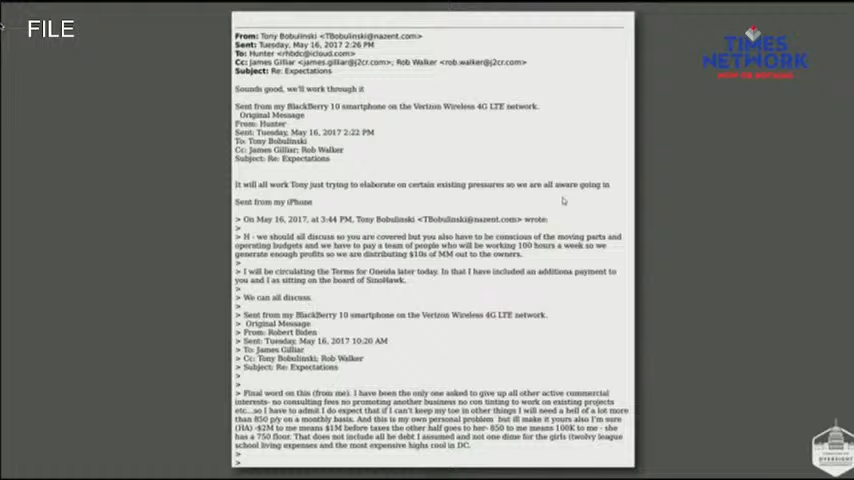 FILE
TIMES
NETWORK
From: Tony Bobulinski <TBobulinski@nazent.com>
Sent: Tuesday, May 16, 2017 2:26 PM
To: Hunter <rhbdc@icloud.com>
Cc: James Gilliar <james.gilliar@j2cr.com>; Rob Walker <rob.walker@j2cr.com>
Subject: Re: Expectations
Sounds good, we'll work through it
Sent from my BlackBerry 10 smartphone on the Verizon Wireless 4G LTE network.
Original Message
From: Hunter
Sent: Tuesday, May 16, 2017 2:22 PM
To: Tony Bobulinski
Cc: James Gilliar; Rob Walker
Subject: Re: Expectations
It will all work Tony just trying to elaborate on certain existing pressures so we are all aware going in
Sent from my iPhone
> On May 16, 2017, at 3:44 PM, Tony Bobulinski <TBobulinski@nazent.com> wrote:
>
> H - we should all discuss so you are covered but you also have to be conscious of the moving parts and
operating budgets and we have to pay a team of people who will be working 100 hours a week so we
generate enough profits so we are distributing $10s of MM out to the owners.
>
> I will be circulating the Terms for Oneida later today. In that I have included an additiona payment to
you and I as sitting on the board of SinoHawk.
>
> We can all discuss.
>
> Sent from my BlackBerry 10 smartphone on the Verizon Wireless 4G LTE network.
> Original Message
> From: Robert Biden
> Sent: Tuesday, May 16, 2017 10:20 AM
> To: James Gilliar
> Cc: Tony Bobulinski; Rob Walker
> Subject: Re: Expectations
>
>
> Final word on this (from me). I have been the only one asked to give up all other active commercial
interests- no consulting fees no promoting another business no con tinting to work on existing projects
etc...so I have to admit I do expect that if I can't keep my toe in other things I will need a hell of a lot more
than 850 p/y on a monthly basis. And this is my own personal problem but ill make it yours also I'm sure
(HA) -$2M to me means $1M before taxes the other half goes to her- 850 to me means 100K to me - she
has a 750 floor. That does not include all be debt I assumed and not one dime for the girls (twolvy league
school living expenses and the most expensive highs cool in DC.
>
>
OVERSIGHT